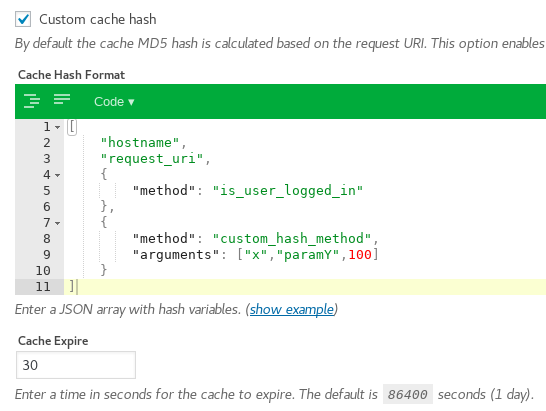 Custom cache hash
By default the cache MD5 hash is calculated based on the request URI. This option enables
Cache Hash Format
Code ▾
1 [
2 "hostname",
3 "request_uri",
4 {
5 "method": "is_user_logged_in"
6 },
7 {
8 "method": "custom_hash_method",
9 "arguments": ["x","paramY",100]
10 }
11 ]
Enter a JSON array with hash variables. (show example)
Cache Expire
30
Enter a time in seconds for the cache to expire. The default is 86400 seconds (1 day).